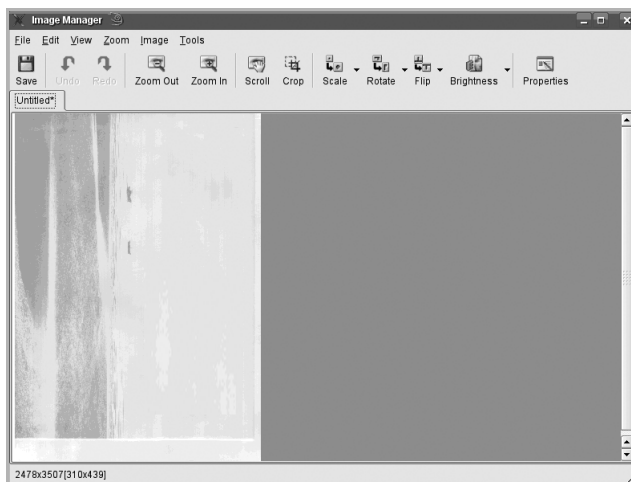 Image Manager
File Edit View Zoom Image Tools
Save Undo Redo Zoom Out Zoom In Scroll Crop Scale Rotate Flip Brightness Properties
Untitled*
2478x3507[310x439]